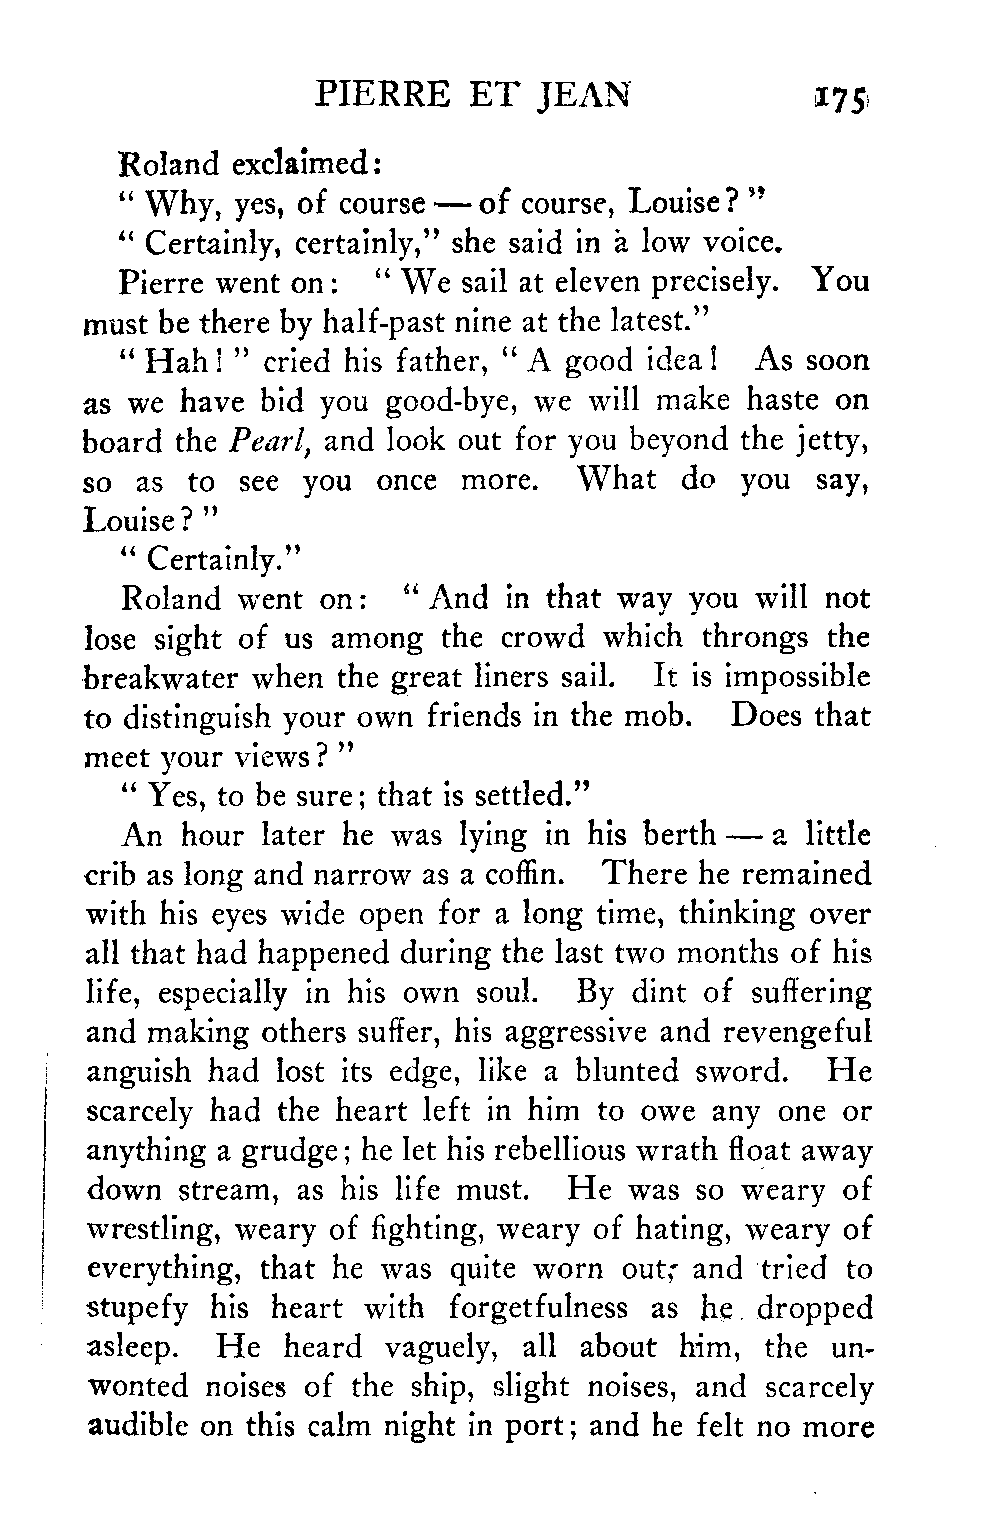 PIERRE ET JEAN 175
Roland exclaimed:
“ Why, yes, of course — of course, Louise? ”
“ Certainly, certainly,” she said in a low voice.
Pierre went on: “ We sail at eleven precisely. You
must be there by half-past nine at the latest.”
“ Hah! ” cried his father, “ A good idea! As soon
as we have bid you good-bye, we will make haste on
board the Pearl, and look out for you beyond the jetty,
so as to see you once more. What do you say,
Louise? ”
“ Certainly.”
Roland went on: “ And in that way you will not
lose sight of us among the crowd which throngs the
breakwater when the great liners sail. It is impossible
to distinguish your own friends in the mob. Does that
meet your views? ”
“ Yes, to be sure; that is settled.”
An hour later he was lying in his berth — a little
crib as long and narrow as a coffin. There he remained
with his eyes wide open for a long time, thinking over
all that had happened during the last two months of his
life, especially in his own soul. By dint of suffering
and making others suffer, his aggressive and revengeful
anguish had lost its edge, like a blunted sword. He
scarcely had the heart left in him to owe any one or
anything a grudge; he let his rebellious wrath float away
down stream, as his life must. He was so weary of
wrestling, weary of fighting, weary of hating, weary of
everything, that he was quite worn out; and tried to
stupefy his heart with forgetfulness as he dropped
asleep. He heard vaguely, all about him, the un-
wonted noises of the ship, slight noises, and scarcely
audible on this calm night in port; and he felt no more